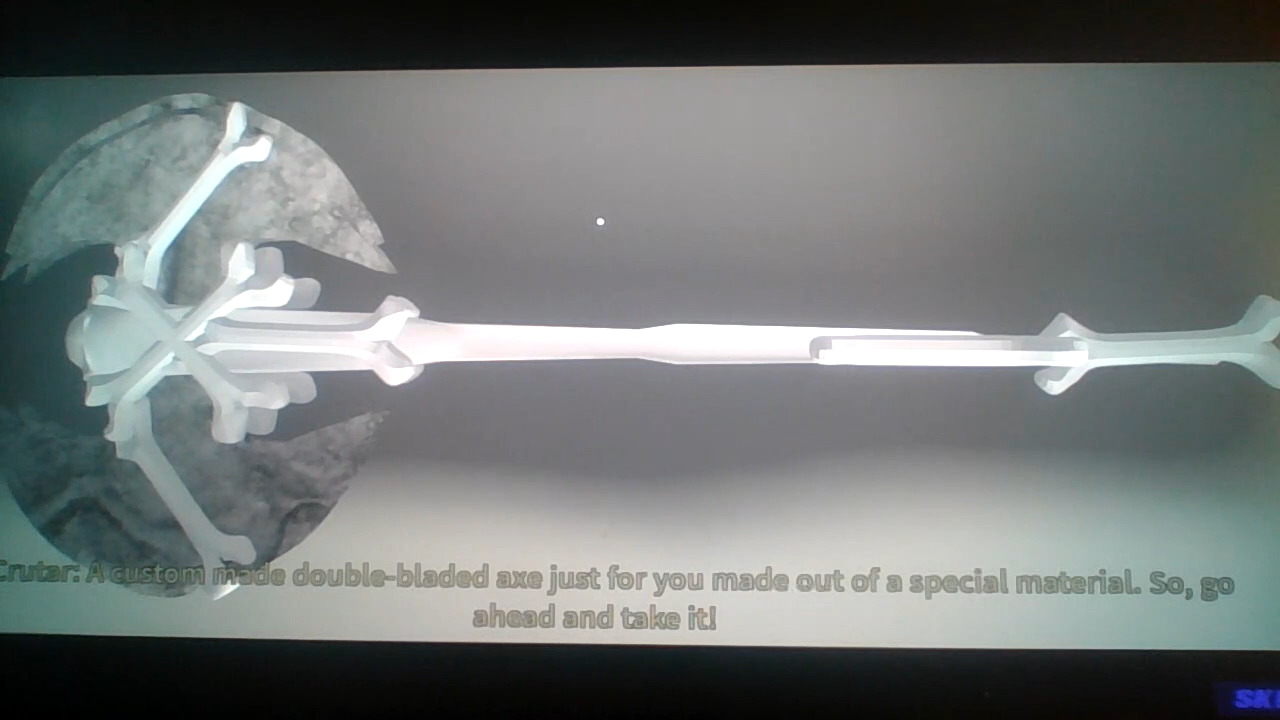 Crutar: A custom made double-bladed axe just for you made out of a special material. So, go
ahead and take it!